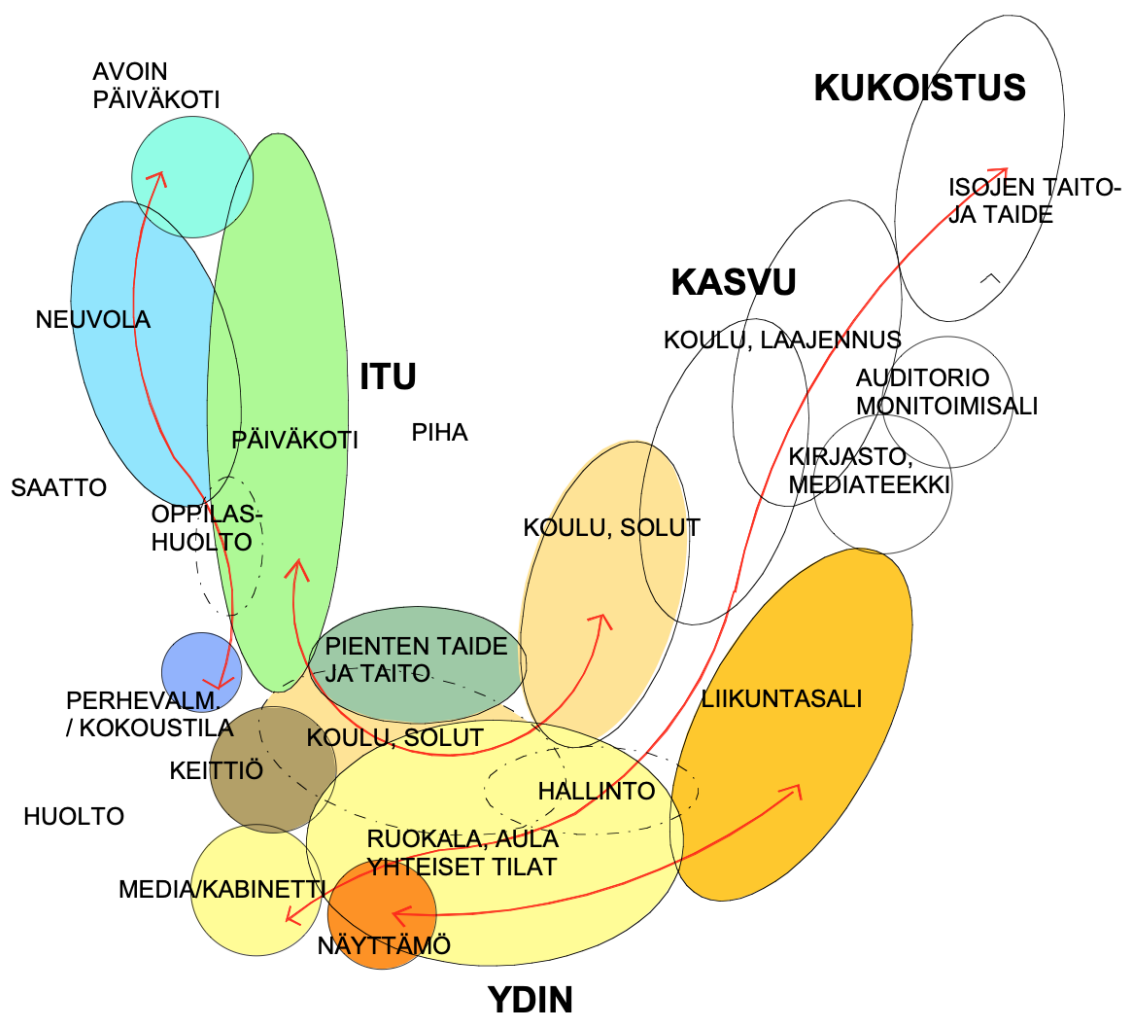 AVOIN
PÄIVÄKOTI
KUKOISTUS
ISOJEN TAITO-
JA TAIDE
KASVU
NEUVOLA
KOULU, LAAJENNUS
ITU
AUDITORIO
MONITOIMISALI
PÄIVÄKOTI
PIHA
KIRJASTO,
MEDIATEEKKI
SAATTO
OPPILAS-
HUOLTO
KOULU, SOLUT
PIENTEN TAIDE
JA TAITO
PERHEVALM.
/ KOKOUSTILA
LIIKUNTASALI
KOULU, SOLUT
KEITTIÖ
HALLINTO
HUOLTO
RUOKALA, AULA
YHTEISET TILAT
MEDIA/KABINETTI
NÄYTTÄMÖ
YDIN